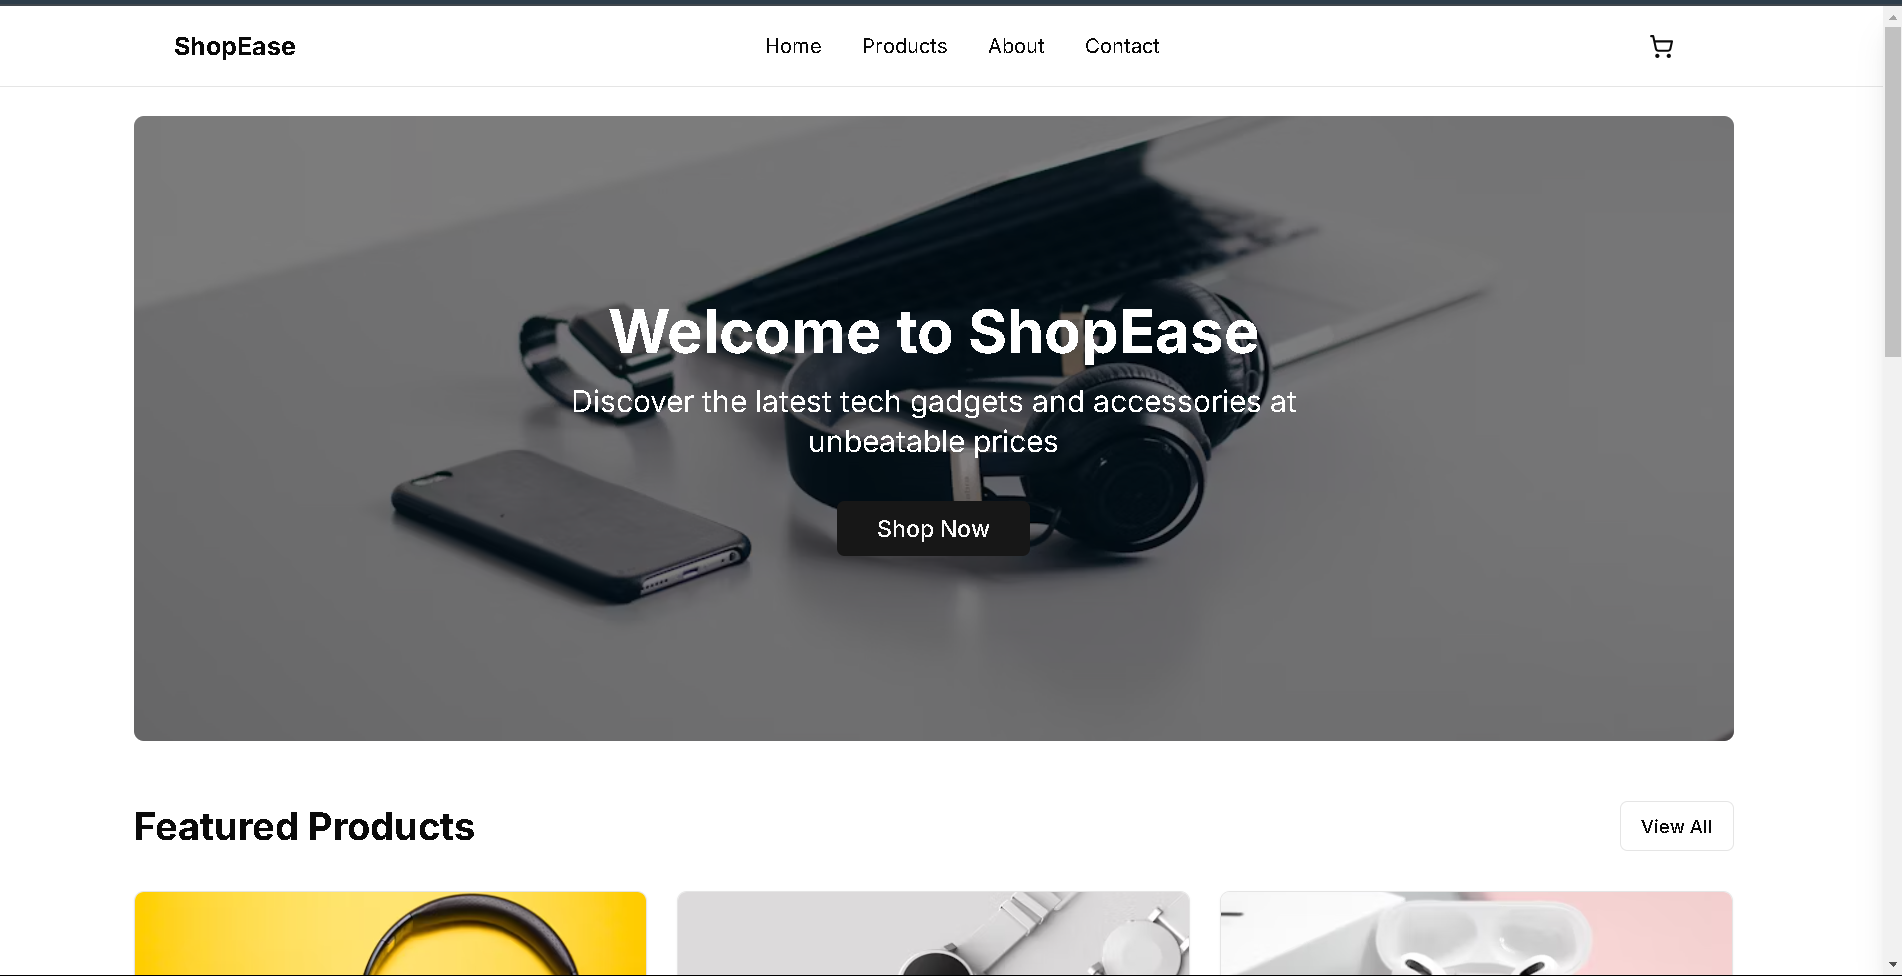 ShopEase
Home
Products
About
Contact
Welcome to ShopEase
Discover the latest tech gadgets and accessories at
unbeatable prices
Shop Now
Featured Products
View All